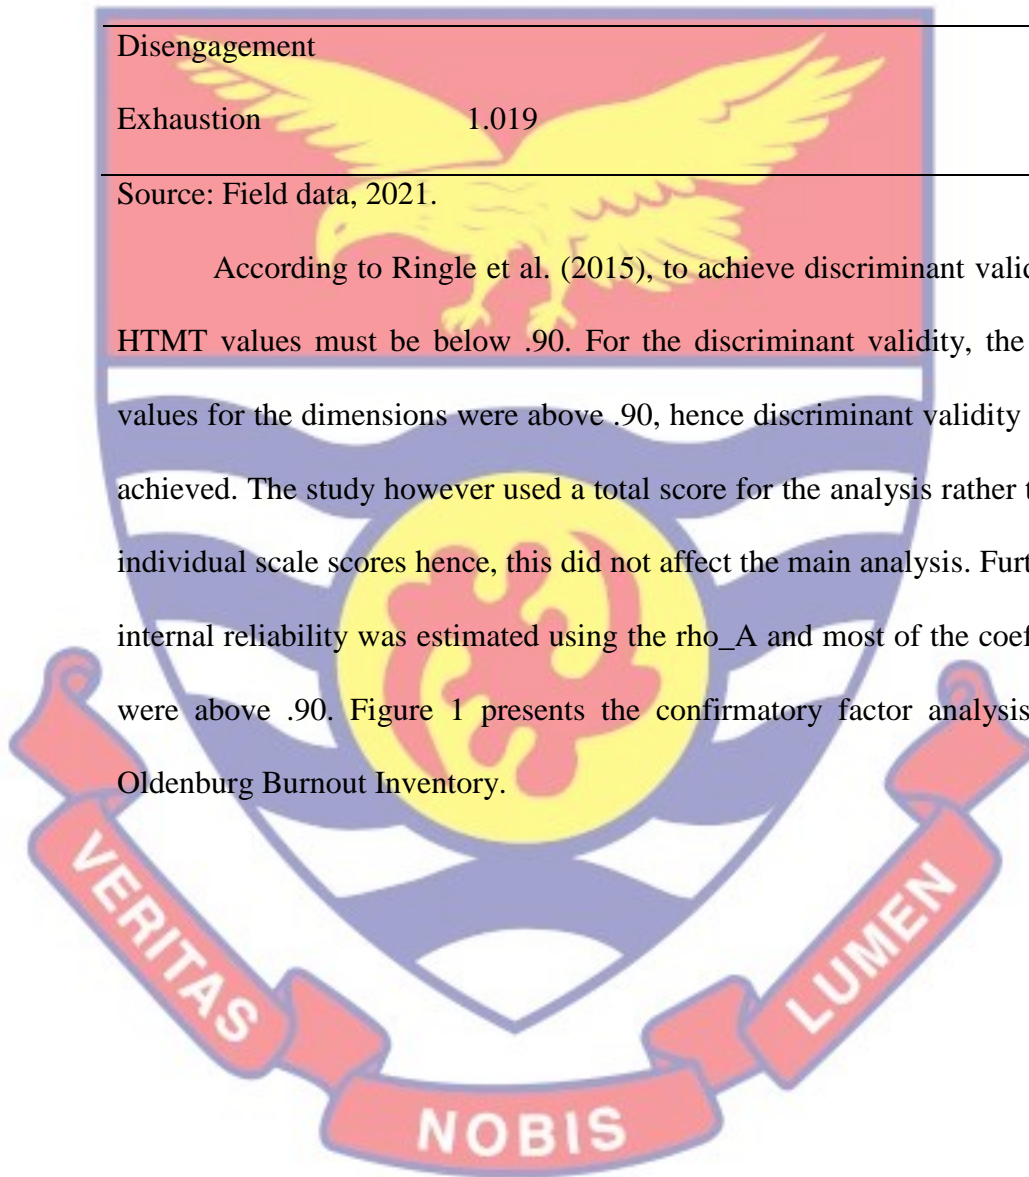 Disengagement
Exhaustion 1.019
Source: Field data, 2021.
According to Ringle et al. (2015), to achieve discriminant valid
HTMT values must be below .90. For the discriminant validity, the
values for the dimensions were above .90, hence discriminant validity
achieved. The study however used a total score for the analysis rather t
individual scale scores hence, this did not affect the main analysis. Furt
internal reliability was estimated using the rho_A and most of the coef
were above .90. Figure 1 presents the confirmatory factor analysis
Oldenburg Burnout Inventory.
VERITAS
NOBIS
LUMEN